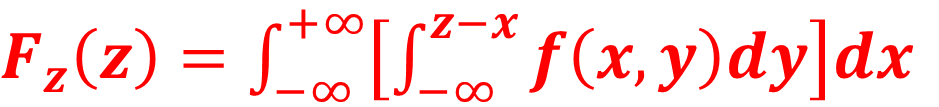 F_z(z) = ∫_{−∞}^{+∞} [∫_{−∞}^{z−x} f(x, y)dy]dx